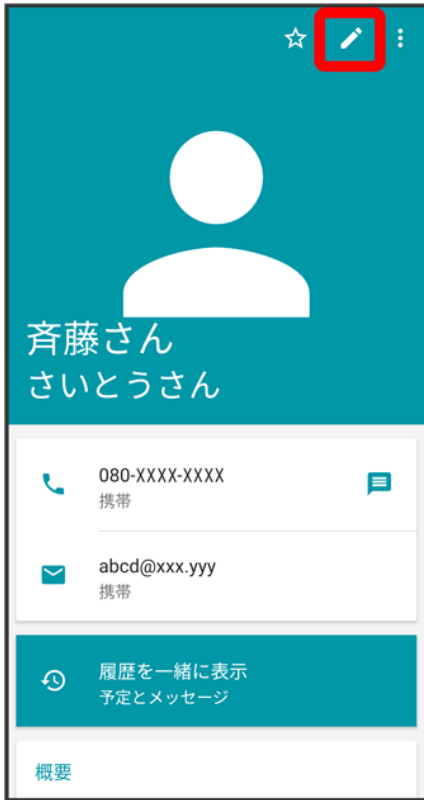 斉藤さん
さいとうさん
080-XXXX-XXXX
携帯
abcd@xxx.yyy
携帯
履歴を一緒に表示
予定とメッセージ
概要